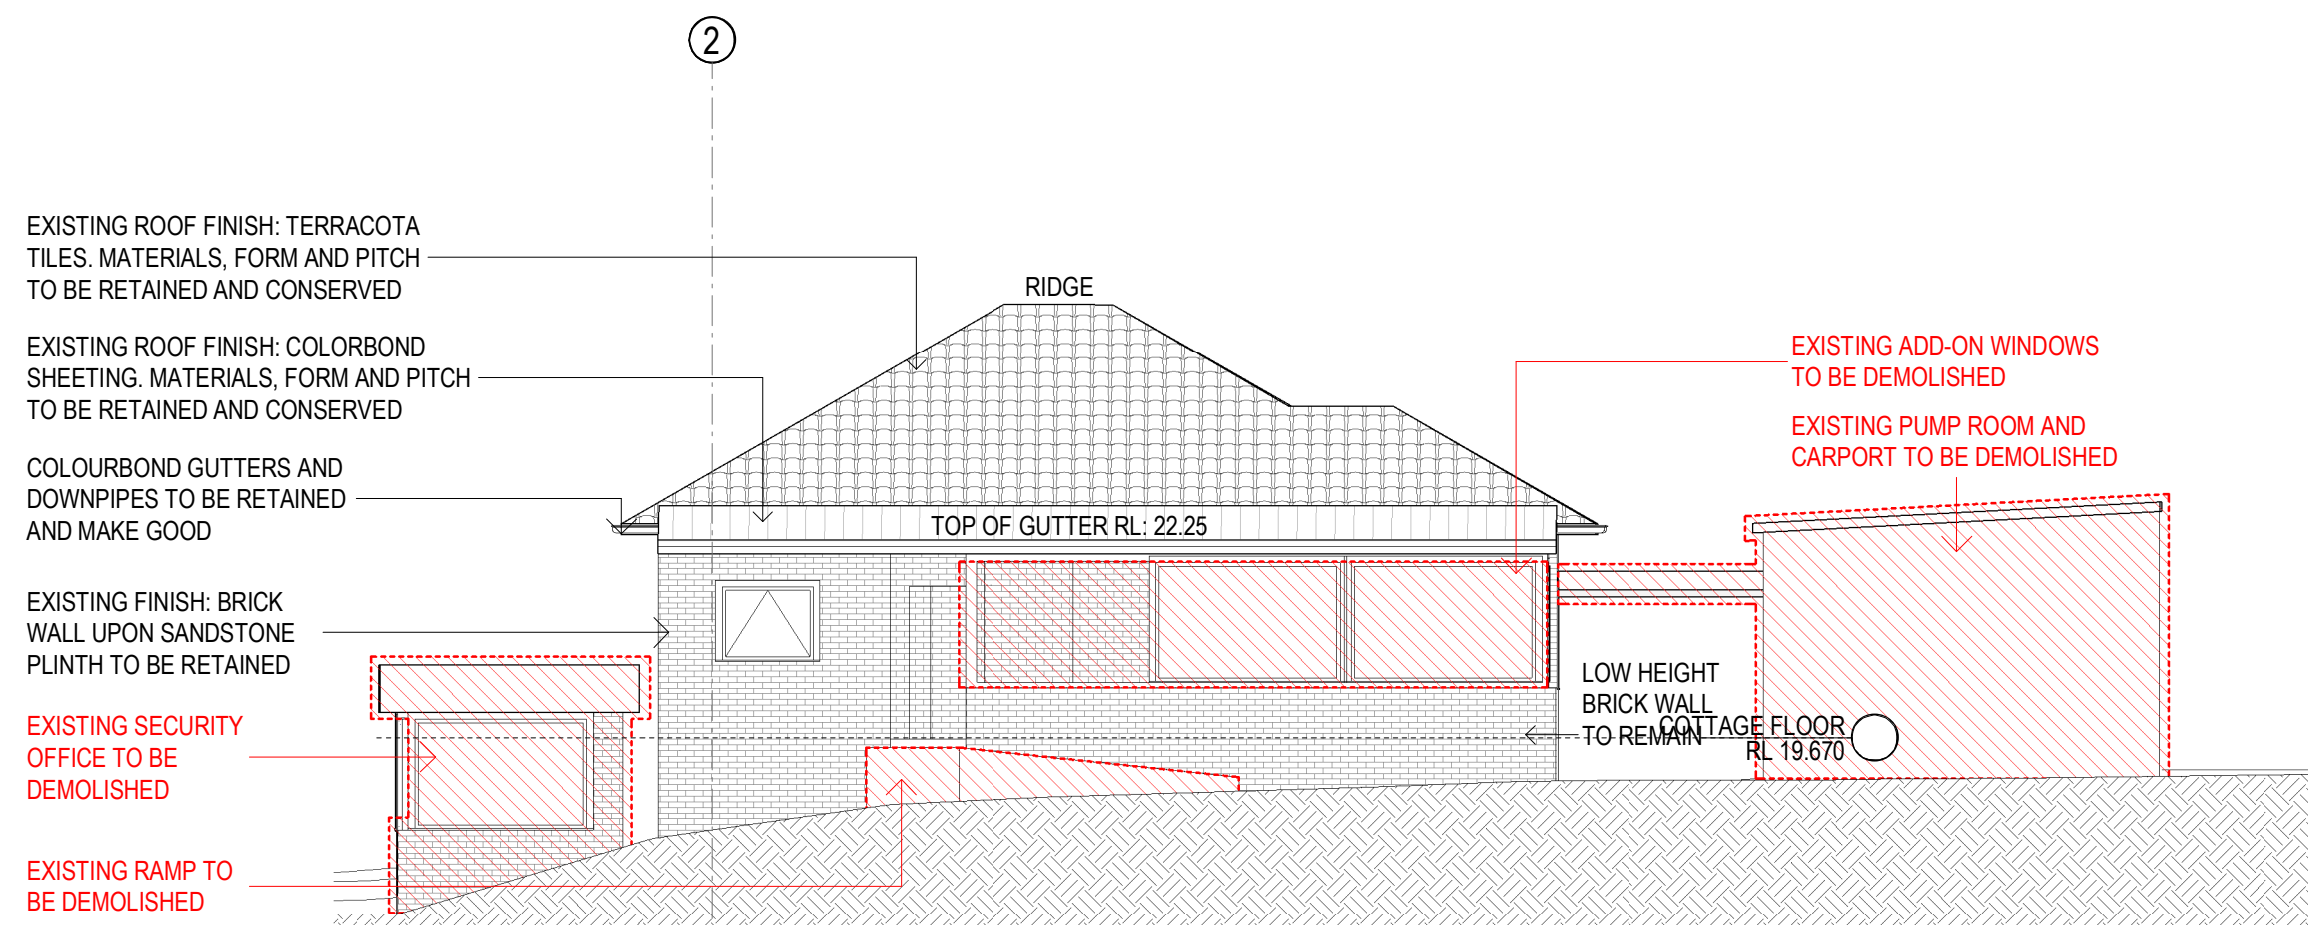 2
EXISTING ROOF FINISH: TERRACOTA
TILES. MATERIALS, FORM AND PITCH
TO BE RETAINED AND CONSERVED
RIDGE
EXISTING ROOF FINISH: COLORBOND
SHEETING. MATERIALS, FORM AND PITCH
TO BE RETAINED AND CONSERVED
EXISTING ADD-ON WINDOWS
TO BE DEMOLISHED
EXISTING PUMP ROOM AND
CARPORT TO BE DEMOLISHED
COLOURBOND GUTTERS AND
DOWNPIPES TO BE RETAINED
AND MAKE GOOD
TOP OF GUTTER RL: 22.25
EXISTING FINISH: BRICK
WALL UPON SANDSTONE
PLINTH TO BE RETAINED
LOW HEIGHT
BRICK WALL
TO REMAIN
COTTAGE FLOOR
RL 19.670
EXISTING SECURITY
OFFICE TO BE
DEMOLISHED
EXISTING RAMP TO
BE DEMOLISHED